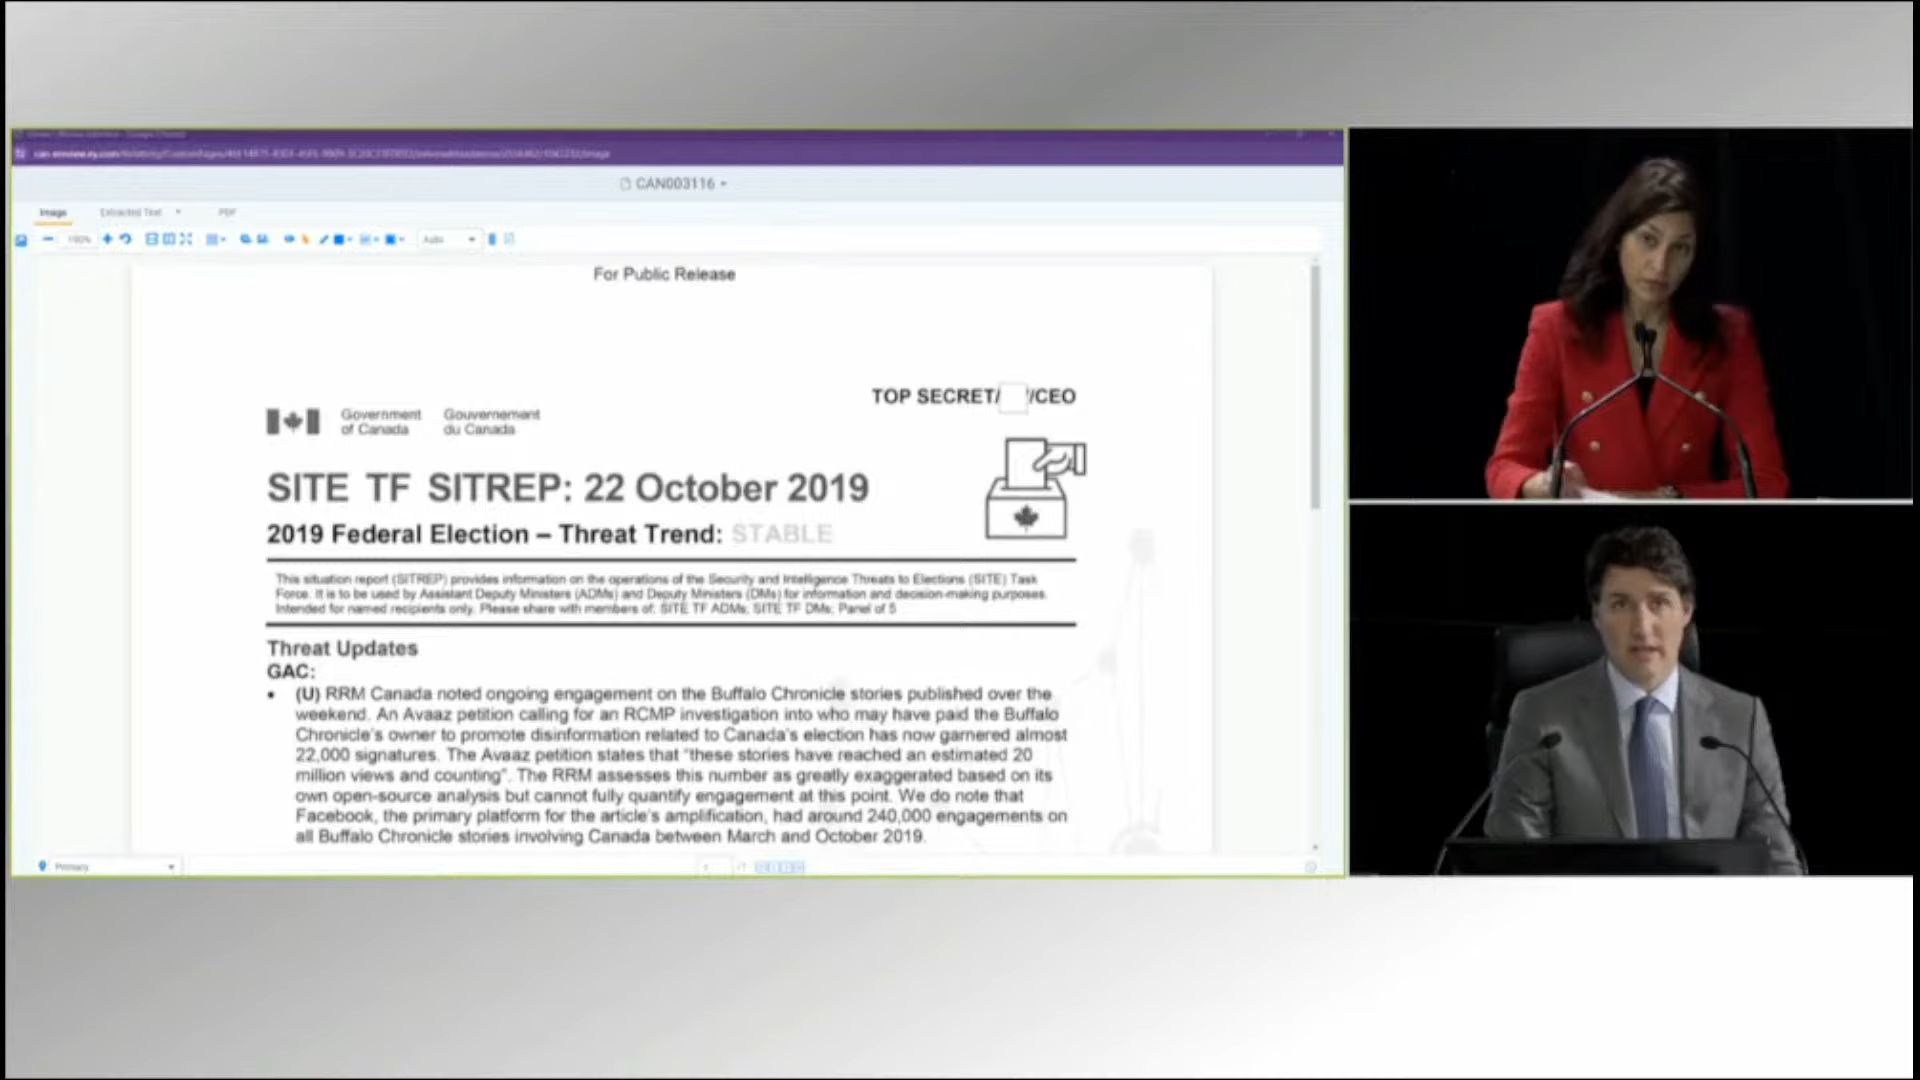 CAN003116
Image Extracted Text PDF
Auto
For Public Release
TOP SECRET/ /CEO
Government of Canada
Gouvernement du Canada
SITE TF SITREP: 22 October 2019
2019 Federal Election – Threat Trend: STABLE
This situation report (SITREP) provides information on the operations of the Security and Intelligence Threats to Elections (SITE) Task
Force. It is to be used by Assistant Deputy Ministers (ADMs) and Deputy Ministers (DMs) for information and decision-making purposes.
Intended for named recipients only. Please share with members of: SITE TF ADMs; SITE TF DMs; Panel of 5
Threat Updates
GAC:
• (U) RRM Canada noted ongoing engagement on the Buffalo Chronicle stories published over the
weekend. An Avaaz petition calling for an RCMP investigation into who may have paid the Buffalo
Chronicle's owner to promote disinformation related to Canada's election has now garnered almost
22,000 signatures. The Avaaz petition states that "these stories have reached an estimated 20
million views and counting". The RRM assesses this number as greatly exaggerated based on its
own open-source analysis but cannot fully quantify engagement at this point. We do note that
Facebook, the primary platform for the article's amplification, had around 240,000 engagements on
all Buffalo Chronicle stories involving Canada between March and October 2019.
Primary